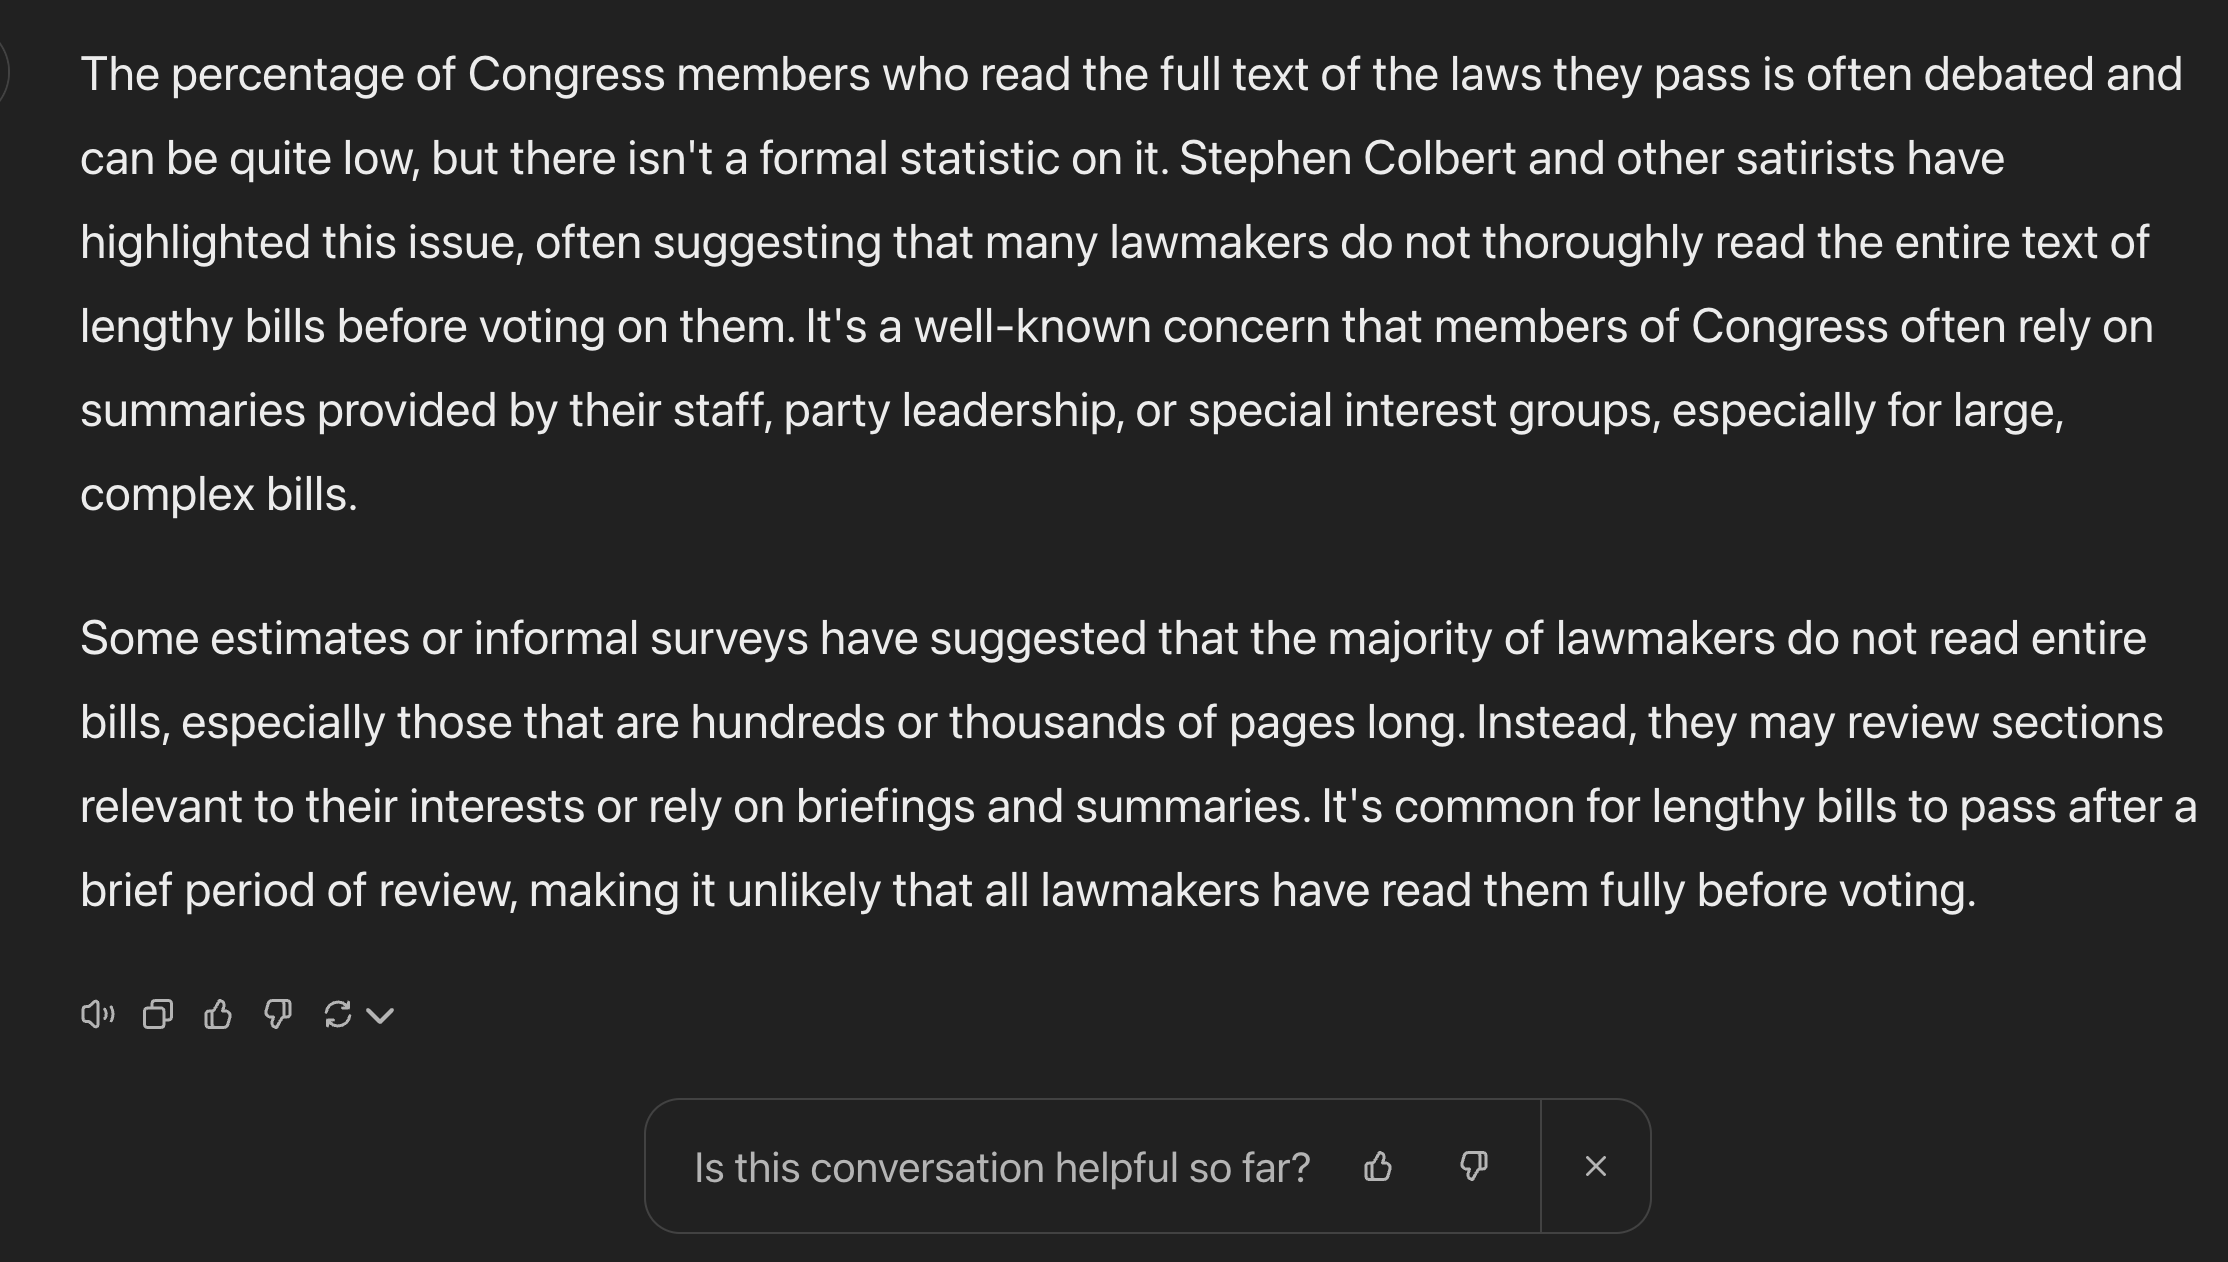 The percentage of Congress members who read the full text of the laws they pass is often debated and
can be quite low, but there isn't a formal statistic on it. Stephen Colbert and other satirists have
highlighted this issue, often suggesting that many lawmakers do not thoroughly read the entire text of
lengthy bills before voting on them. It's a well-known concern that members of Congress often rely on
summaries provided by their staff, party leadership, or special interest groups, especially for large,
complex bills.
Some estimates or informal surveys have suggested that the majority of lawmakers do not read entire
bills, especially those that are hundreds or thousands of pages long. Instead, they may review sections
relevant to their interests or rely on briefings and summaries. It's common for lengthy bills to pass after a
brief period of review, making it unlikely that all lawmakers have read them fully before voting.
Is this conversation helpful so far?